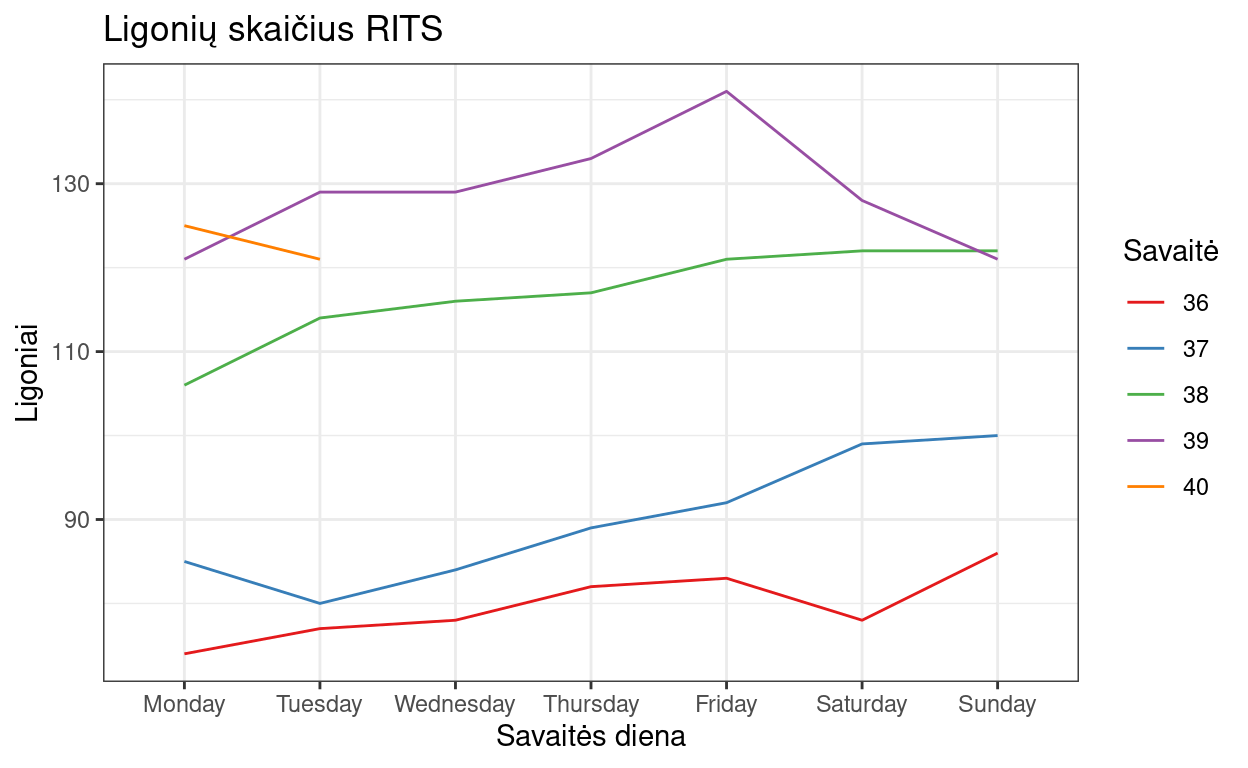 Ligonių skaičius RITS
130
110
90
Ligoniai
Monday Tuesday Wednesday Thursday Friday Saturday Sunday
Savaitės diena
Savaitė
36
37
38
39
40